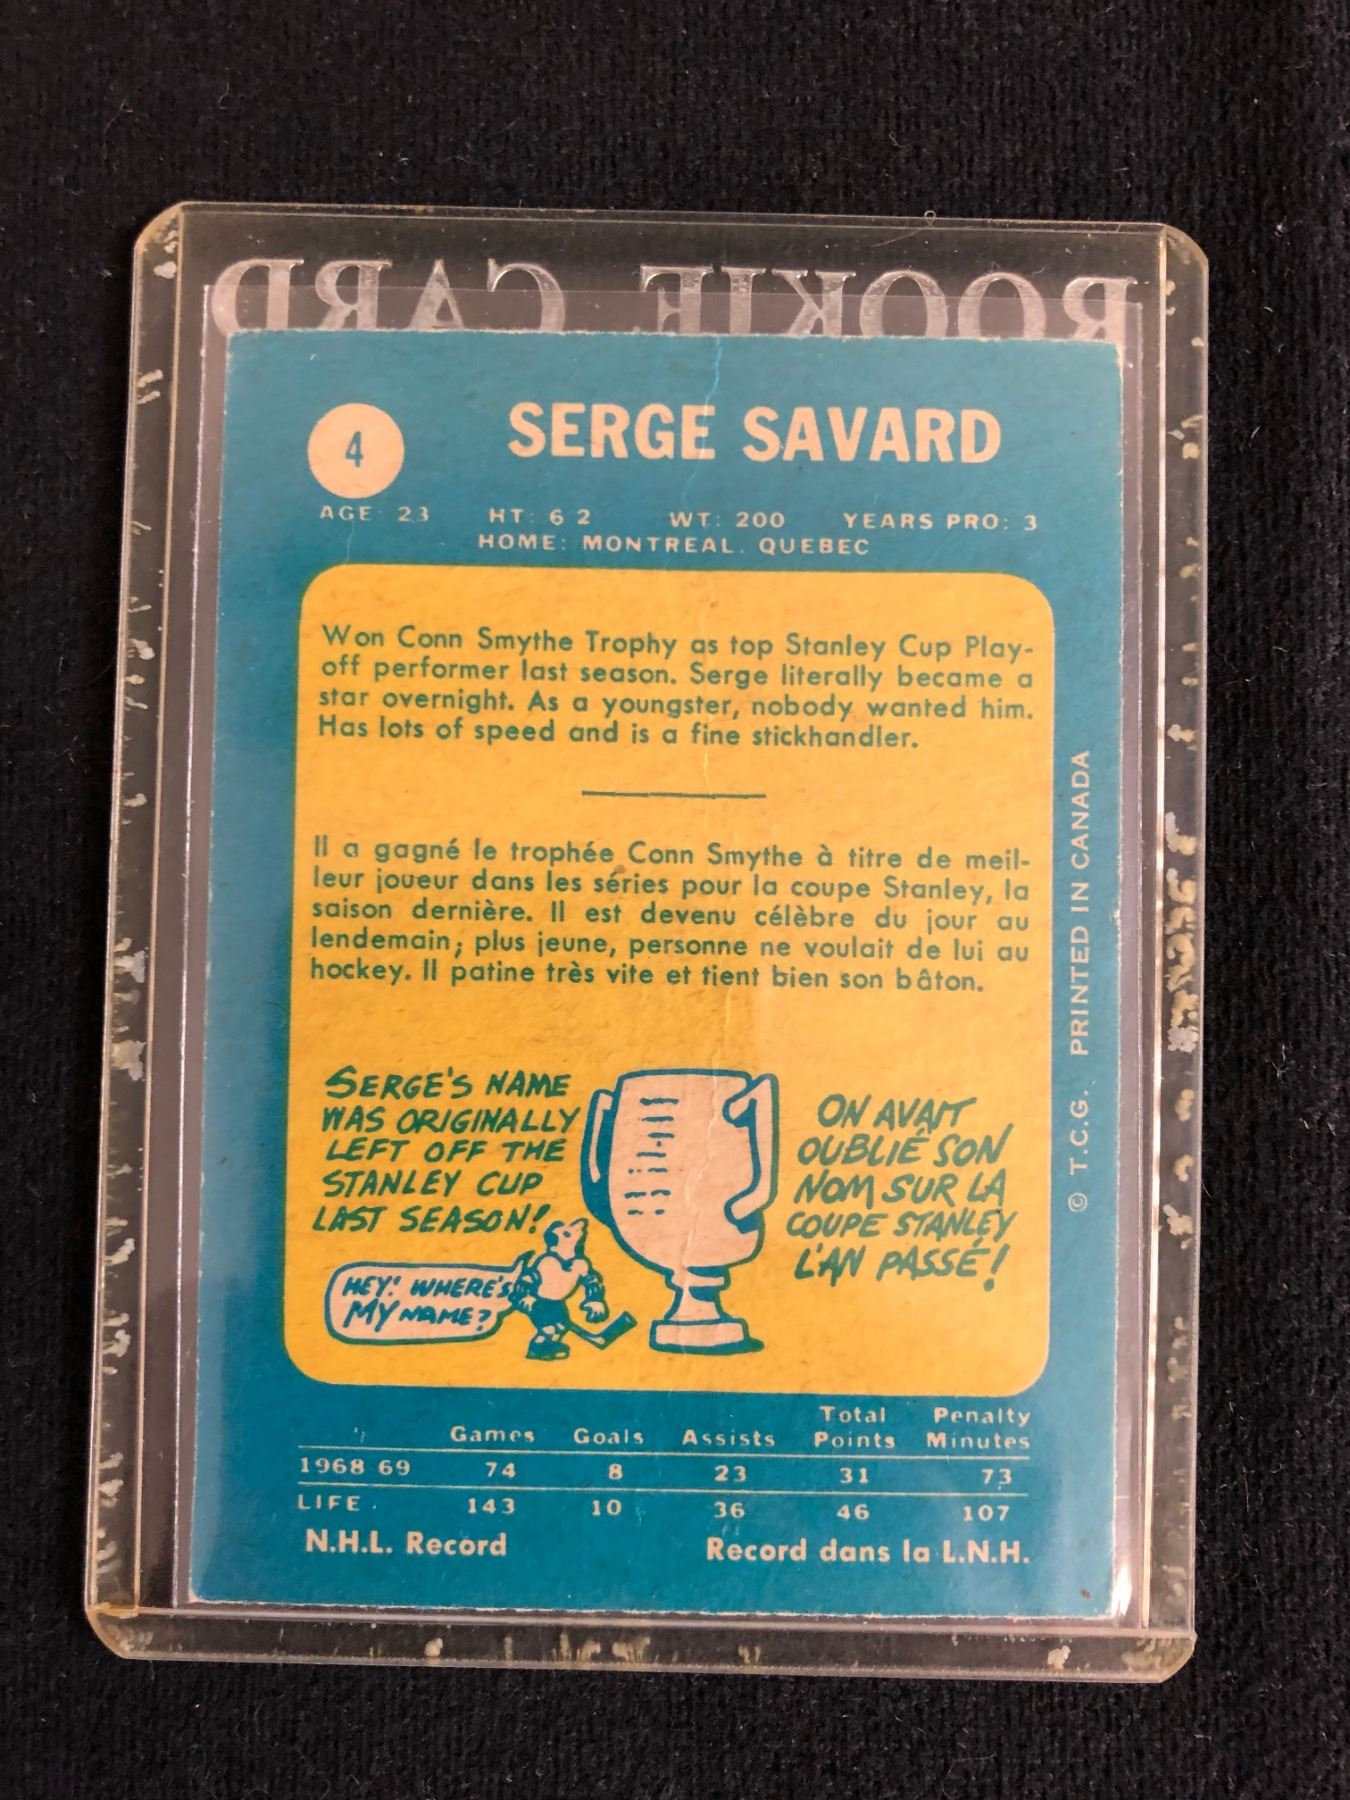 ROOKIE CARD
4
SERGE SAVARD
AGE 23 HT: 6 2 WT: 200 YEARS PRO: 3
HOME: MONTREAL, QUEBEC
Won Conn Smythe Trophy as top Stanley Cup Play-
off performer last season. Serge literally became a
star overnight. As a youngster, nobody wanted him.
Has lots of speed and is a fine stickhandler.
Il a gagné le trophée Conn Smythe à titre de meil-
leur joueur dans les séries pour la coupe Stanley, la
saison dernière. Il est devenu célèbre du jour au
lendemain; plus jeune, personne ne voulait de lui au
hockey. Il patine très vite et tient bien son bâton.
SERGE'S NAME
WAS ORIGINALLY
LEFT OFF THE
STANLEY CUP
LAST SEASON!
HEY! WHERE'S
MY NAME?
ON AVAIT
OUBLIÉ SON
NOM SUR LA
COUPE STANLEY
L'AN PASSÉ!
© T.C.G. PRINTED IN CANADA
Games Goals Assists Total Points Penalty Minutes
1968 69 74 8 23 31 73
LIFE 143 10 36 46 107
N.H.L. Record Record dans la L.N.H.